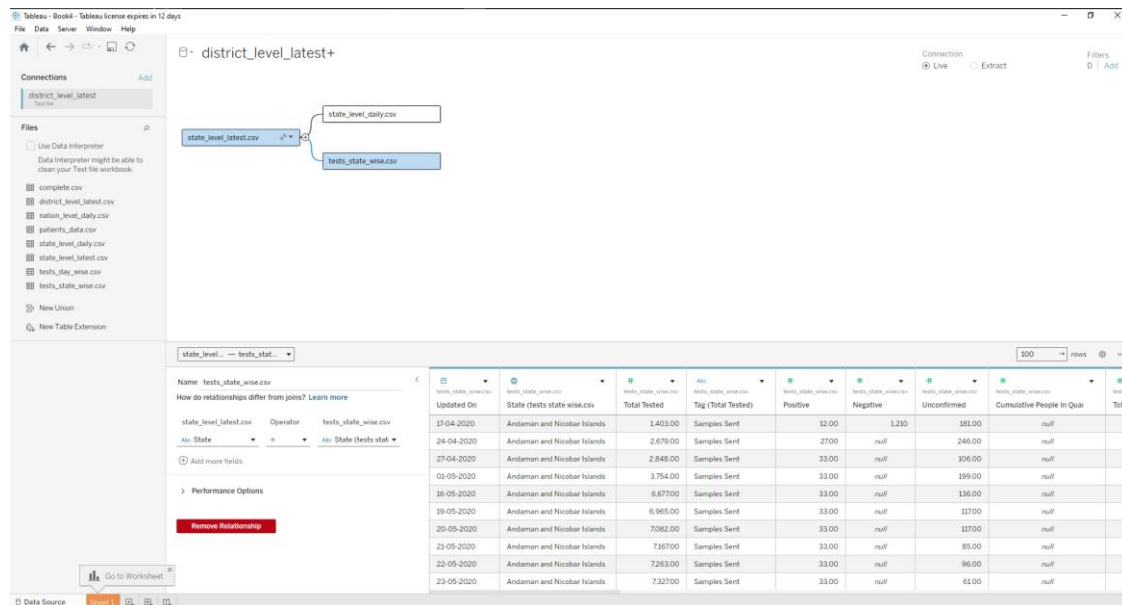 Tableau - Book4 - Tableau license expires in 12 days
File Data Server Window Help
district_level_latest+
Connection
Live Extract
Filters
0 Add
Connections Add
district_level_latest
Text file
Files
Use Data Interpreter
Data Interpreter might be able to
clean your Text file workbook.
complete.csv
district_level_latest.csv
nation_level_daily.csv
patients_data.csv
state_level_daily.csv
state_level_latest.csv
tests_day_wise.csv
tests_state_wise.csv
New Union
New Table Extension
state_level_latest.csv
state_level_daily.csv
tests_state_wise.csv
state_level... — tests_stat...
100 rows
Name tests_state_wise.csv
How do relationships differ from joins? Learn more
state_level_latest.csv Operator tests_state_wise.csv
Abc State = Abc State (tests stat
Add more fields
Performance Options
Remove Relationship
# Abc # # # #
tests_state_wise.csv tests_state_wise.csv tests_state_wise.csv tests_state_wise.csv tests_state_wise.csv tests_state_wise.csv tests_state_wise.csv tests_state_wise.csv
Updated On State (tests state wise.csv Total Tested Tag (Total Tested) Positive Negative Unconfirmed Cumulative People In Quar
17-04-2020 Andaman and Nicobar Islands 1,403.00 Samples Sent 12.00 1,210 181.00 null
24-04-2020 Andaman and Nicobar Islands 2,679.00 Samples Sent 27.00 null 246.00 null
27-04-2020 Andaman and Nicobar Islands 2,848.00 Samples Sent 33.00 null 106.00 null
01-05-2020 Andaman and Nicobar Islands 3,754.00 Samples Sent 33.00 null 199.00 null
16-05-2020 Andaman and Nicobar Islands 6,677.00 Samples Sent 33.00 null 136.00 null
19-05-2020 Andaman and Nicobar Islands 6,965.00 Samples Sent 33.00 null 117.00 null
20-05-2020 Andaman and Nicobar Islands 7,082.00 Samples Sent 33.00 null 117.00 null
21-05-2020 Andaman and Nicobar Islands 7,167.00 Samples Sent 33.00 null 85.00 null
22-05-2020 Andaman and Nicobar Islands 7,263.00 Samples Sent 33.00 null 96.00 null
23-05-2020 Andaman and Nicobar Islands 7,327.00 Samples Sent 33.00 null 61.00 null
Go to Worksheet
Data Source Sheet 1